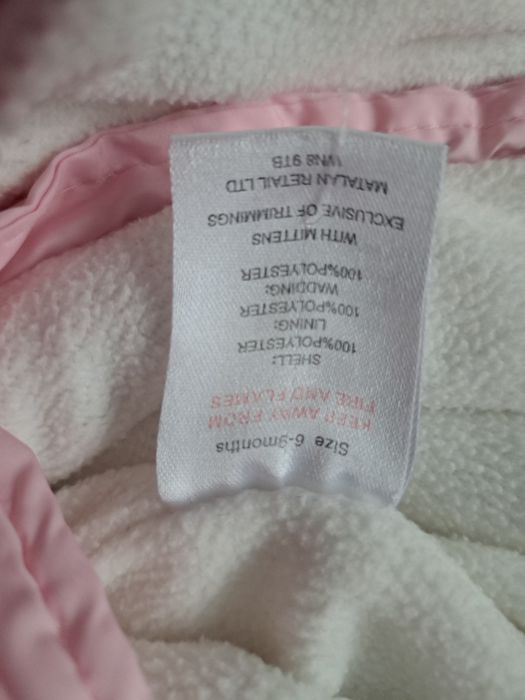 Size 6-9months
KEEP AWAY FROM
FIRE AND FLAMES
SHELL:
100%POLYESTER
LINING:
100%POLYESTER
WADDING:
100%POLYESTER
WITH MITTENS
EXCLUSIVE OF TRIMMINGS
MATALAN RETAIL LTD
WN8 9TB